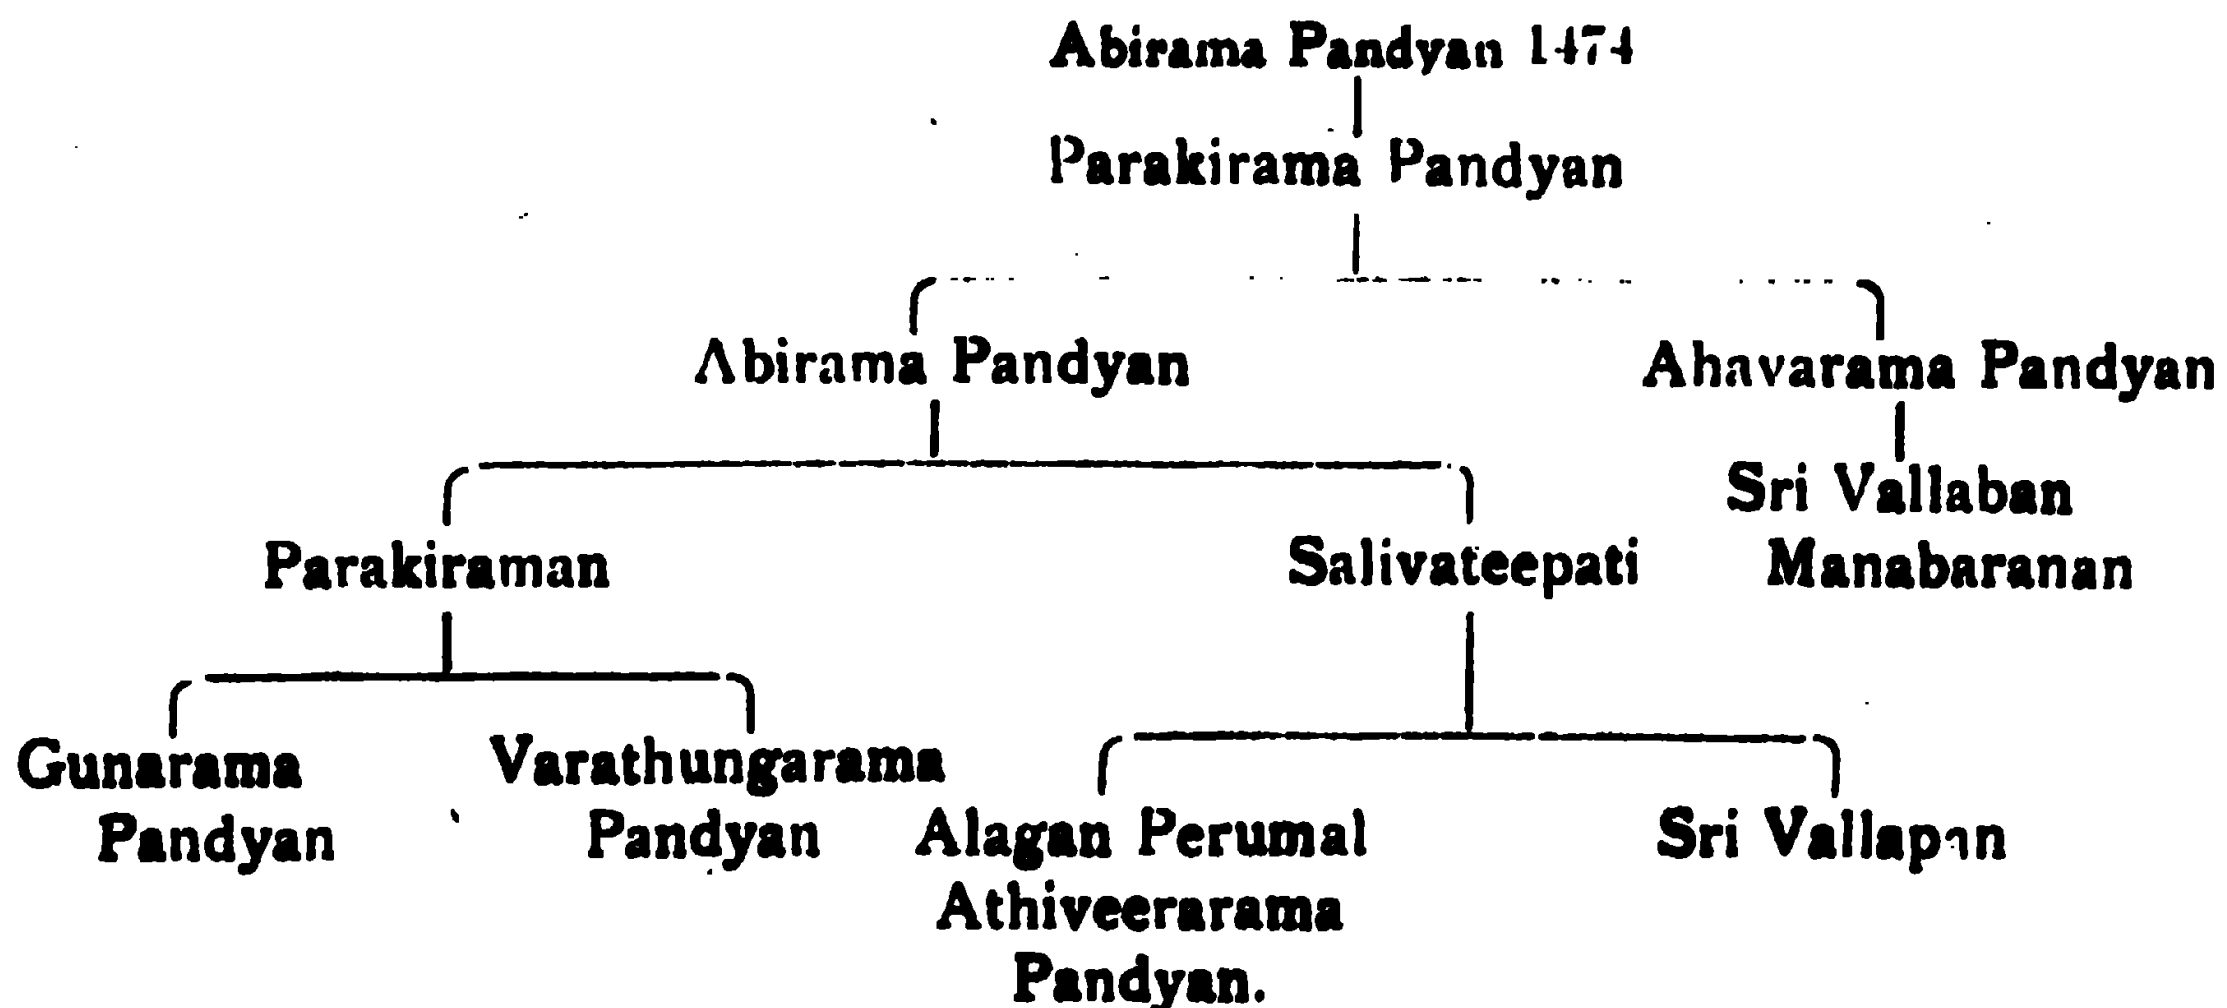 Abirama Pandyan 1474
Parakirama Pandyan
Abirama Pandyan
Ahavarama Pandyan
Sri Vallaban
Manabaranan
Parakiraman
Salivateepati
Gunarama
Pandyan
Varathungarama
Pandyan
Alagan Perumal
Athiveerarama
Pandyan.
Sri Vallapan